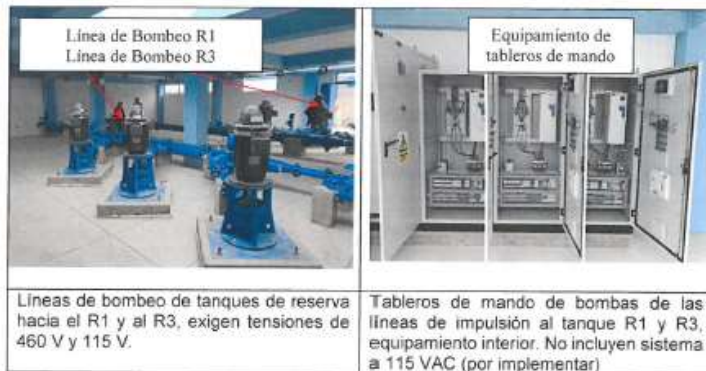 Línea de Bombeo R1
Línea de Bombeo R3
Equipamiento de
tableros de mando
Líneas de bombeo de tanques de reserva
hacia el R1 y al R3, exigen tensiones de
460 V y 115 V.
Tableros de mando de bombas de las
líneas de impulsión al tanque R1 y R3,
equipamiento interior. No incluyen sistema
a 115 VAC (por implementar)